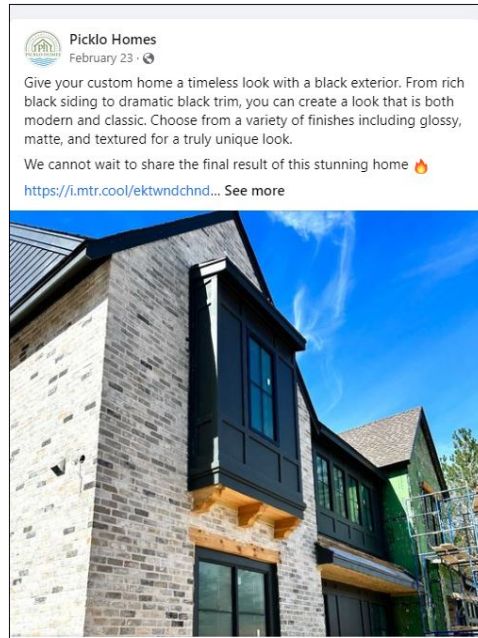 Picklo Homes
February 23 ·
Give your custom home a timeless look with a black exterior. From rich
black siding to dramatic black trim, you can create a look that is both
modern and classic. Choose from a variety of finishes including glossy,
matte, and textured for a truly unique look.
We cannot wait to share the final result of this stunning home 🔥
https://i.mtr.cool/ektwndchnd... See more